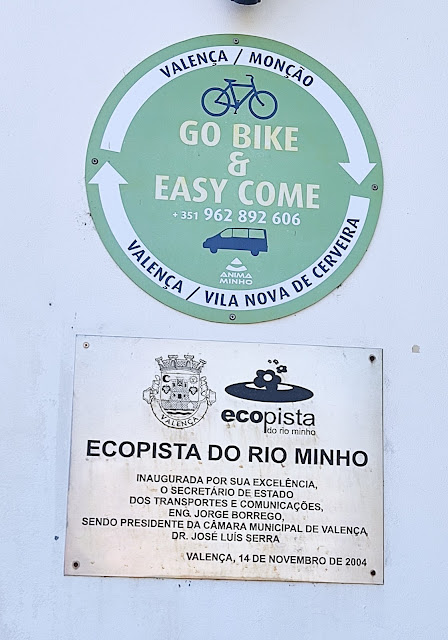 VALENÇA / MONÇÃO
GO BIKE
&
EASY COME
+351 962 892 606
ANIMA
MINHO
VALENÇA / VILA NOVA DE CERVEIRA
VALENÇA
ecopista
do rio minho
ECOPISTA DO RIO MINHO
INAUGURADA POR SUA EXCELÊNCIA,
O SECRETÁRIO DE ESTADO
DOS TRANSPORTES E COMUNICAÇÕES,
ENG. JORGE BORREGO,
SENDO PRESIDENTE DA CÂMARA MUNICIPAL DE VALENÇA,
DR. JOSÉ LUÍS SERRA
VALENÇA, 14 DE NOVEMBRO DE 2004